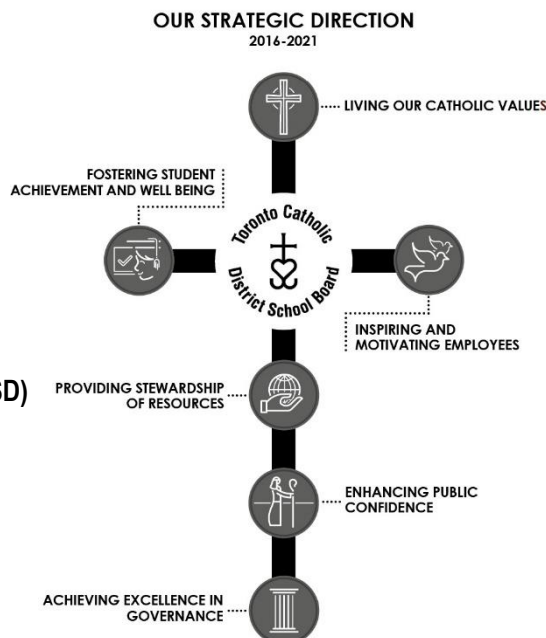 OUR STRATEGIC DIRECTION
2016-2021
LIVING OUR CATHOLIC VALUES
FOSTERING STUDENT
ACHIEVEMENT AND WELL BEING
Toronto Catholic
District School Board
INSPIRING AND
MOTIVATING EMPLOYEES
SD)
PROVIDING STEWARDSHIP
OF RESOURCES
ENHANCING PUBLIC
CONFIDENCE
ACHIEVING EXCELLENCE IN
GOVERNANCE